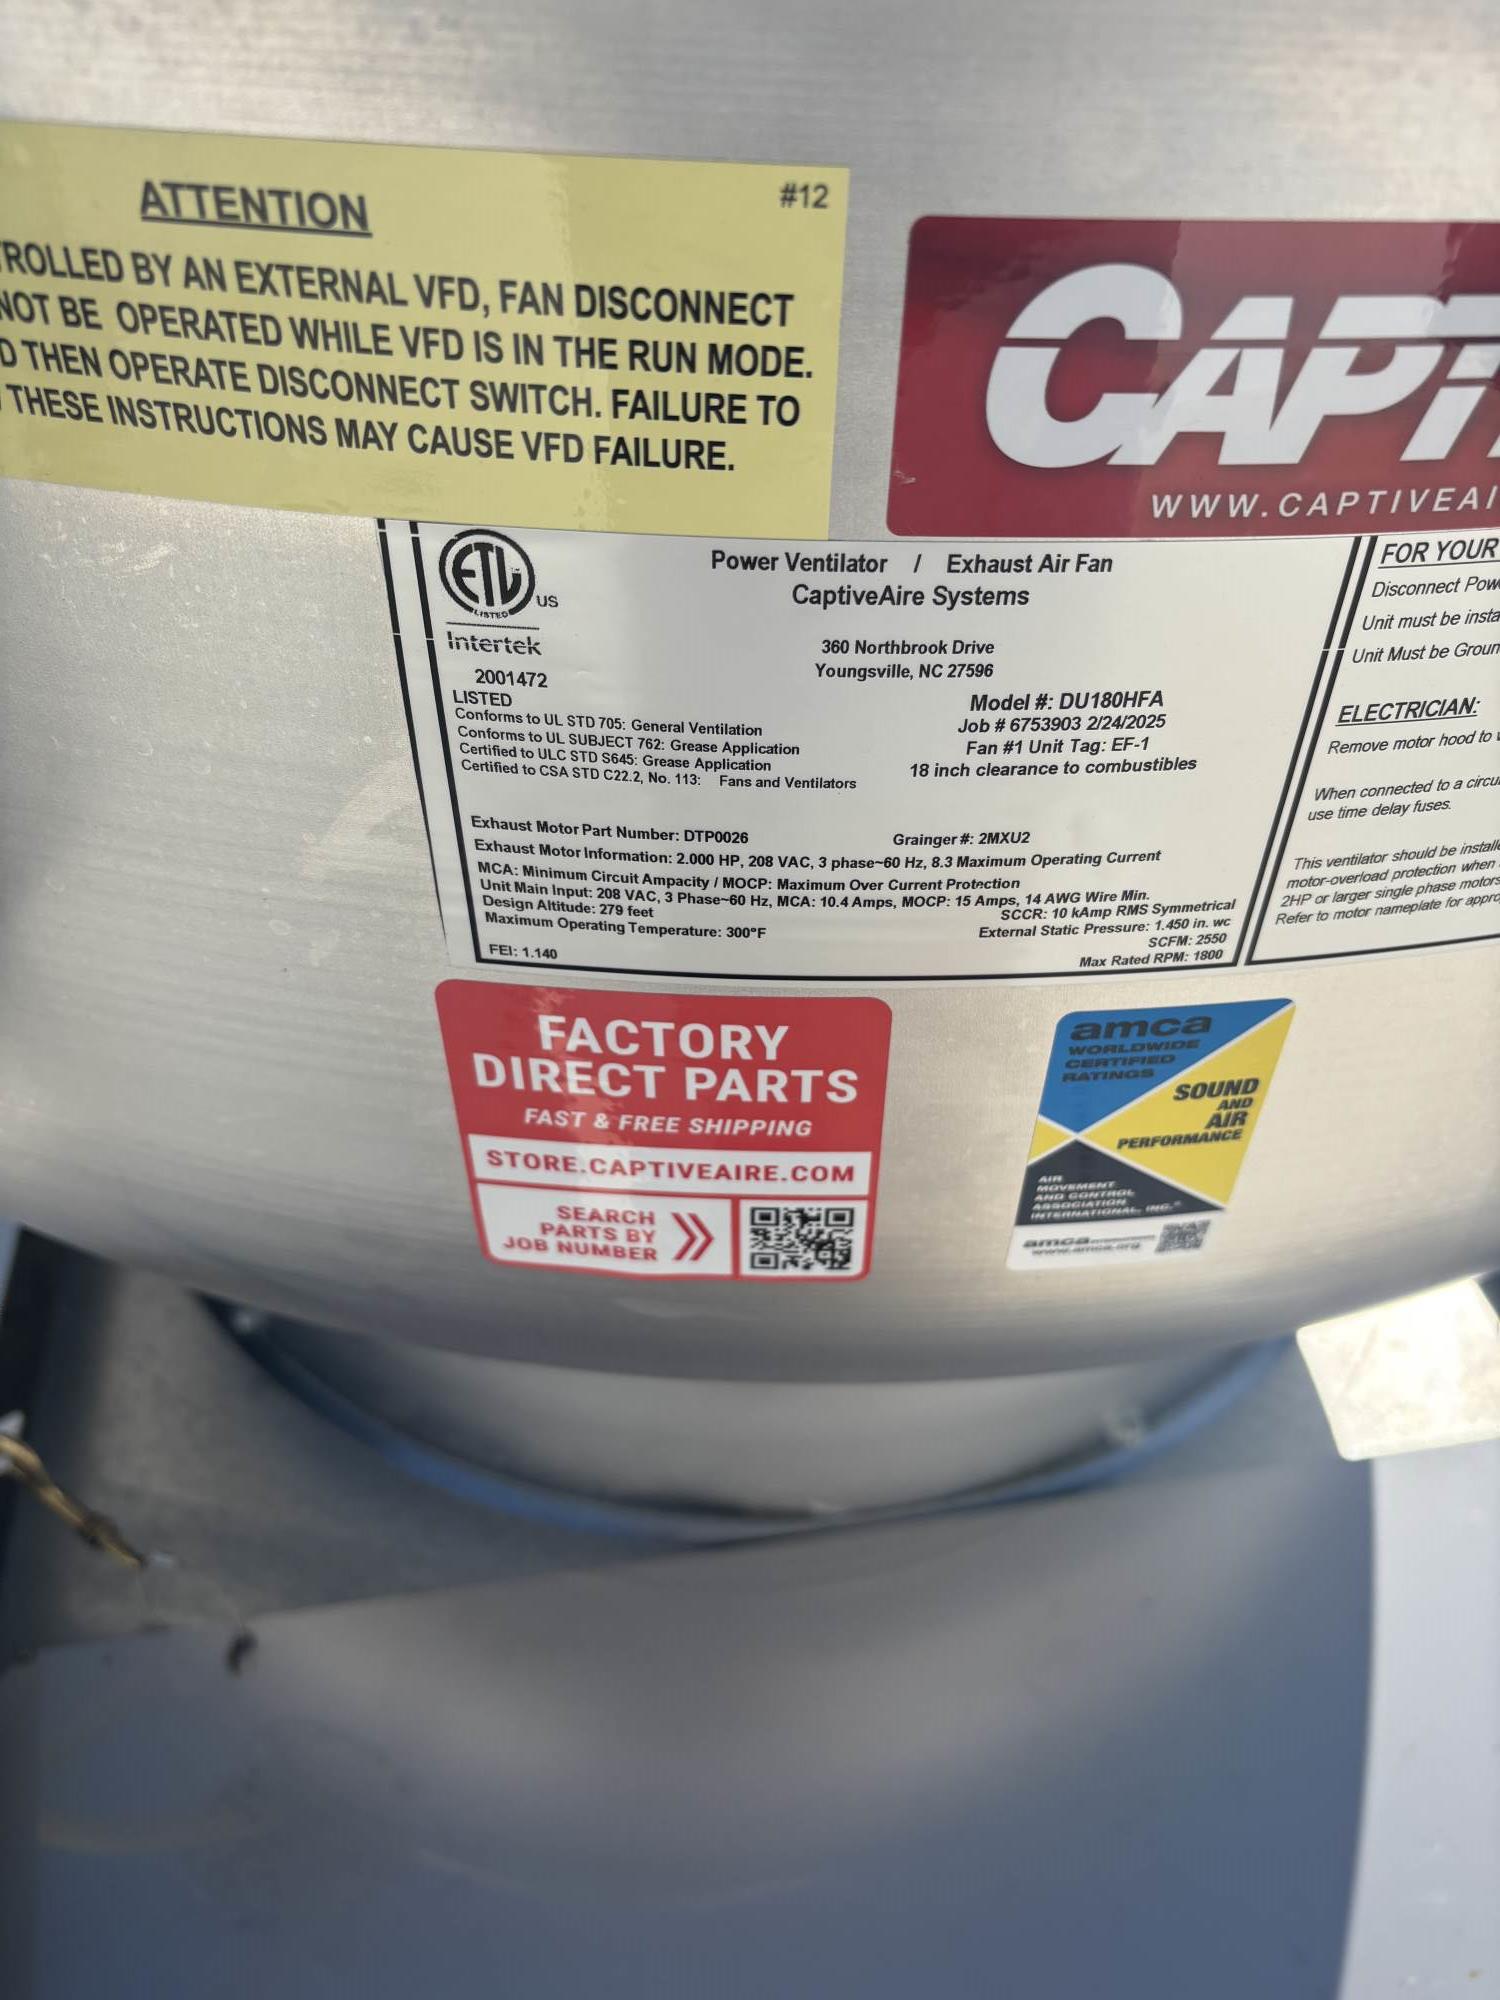 ATTENTION
#12
ROLLED BY AN EXTERNAL VFD, FAN DISCONNECT
NOT BE OPERATED WHILE VFD IS IN THE RUN MODE.
THEN OPERATE DISCONNECT SWITCH. FAILURE TO
THESE INSTRUCTIONS MAY CAUSE VFD FAILURE.
CAPTI
WWW.CAPTIVEAI
ETL
LISTED
US
Intertek
2001472
LISTED
Conforms to UL STD 705: General Ventilation
Conforms to UL SUBJECT 762: Grease Application
Certified to ULC STD S645: Grease Application
Certified to CSA STD C22.2, No. 113: Fans and Ventilators
Power Ventilator / Exhaust Air Fan
CaptiveAire Systems
360 Northbrook Drive
Youngsville, NC 27596
Model #: DU180HFA
Job # 6753903 2/24/2025
Fan #1 Unit Tag: EF-1
18 inch clearance to combustibles
Exhaust Motor Part Number: DTP0026 Grainger #: 2MXU2
Exhaust Motor Information: 2.000 HP, 208 VAC, 3 phase~60 Hz, 8.3 Maximum Operating Current
MCA: Minimum Circuit Ampacity / MOCP: Maximum Over Current Protection
Unit Main Input: 208 VAC, 3 Phase~60 Hz, MCA: 10.4 Amps, MOCP: 15 Amps, 14 AWG Wire Min.
Design Altitude: 279 feet SCCR: 10 kAmp RMS Symmetrical
Maximum Operating Temperature: 300°F External Static Pressure: 1.450 in. wc
SCFM: 2550
FEI: 1.140 Max Rated RPM: 1800
FOR YOUR
Disconnect Pow
Unit must be insta
Unit Must be Groun
ELECTRICIAN:
Remove motor hood to
When connected to a circu
use time delay fuses.
This ventilator should be installe
motor-overload protection when
2HP or larger single phase motors
Refer to motor nameplate for appro
FACTORY
DIRECT PARTS
FAST & FREE SHIPPING
STORE.CAPTIVEAIRE.COM
SEARCH
PARTS BY
JOB NUMBER
amca
WORLDWIDE
CERTIFIED
RATINGS
SOUND
AND
AIR
PERFORMANCE
AIR
MOVEMENT
AND CONTROL
ASSOCIATION
INTERNATIONAL, INC.®
amca
www.amca.org